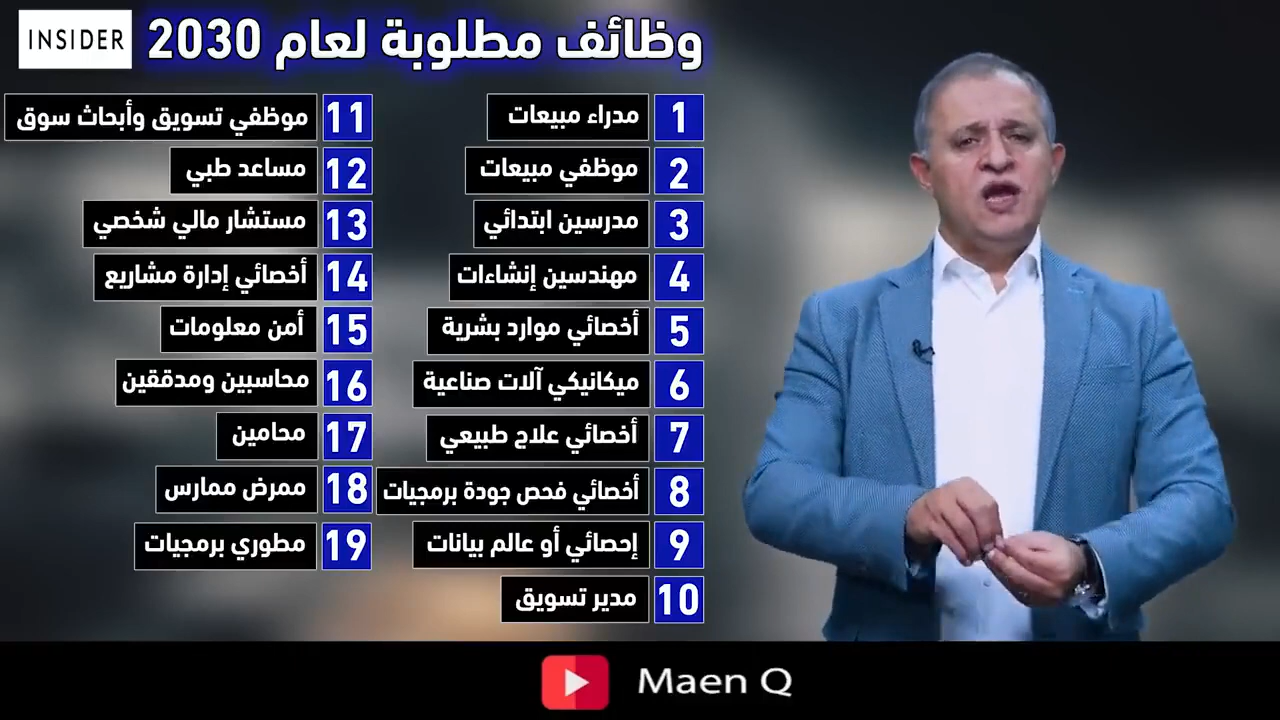 وظائف مطلوبة لعام 2030
INSIDER
1 مدراء مبيعات
2 موظفي مبيعات
3 مدرسين ابتدائي
4 مهندسين إنشاءات
5 أخصائي موارد بشرية
6 ميكانيكي آلات صناعية
7 أخصائي علاج طبيعي
8 أخصائي فحص جودة برمجيات
9 إحصائي أو عالم بيانات
10 مدير تسويق
11 موظفي تسويق وأبحاث سوق
12 مساعد طبي
13 مستشار مالي شخصي
14 أخصائي إدارة مشاريع
15 أمن معلومات
16 محاسبين ومدققين
17 محامين
18 ممرض ممارس
19 مطوري برمجيات
Maen Q